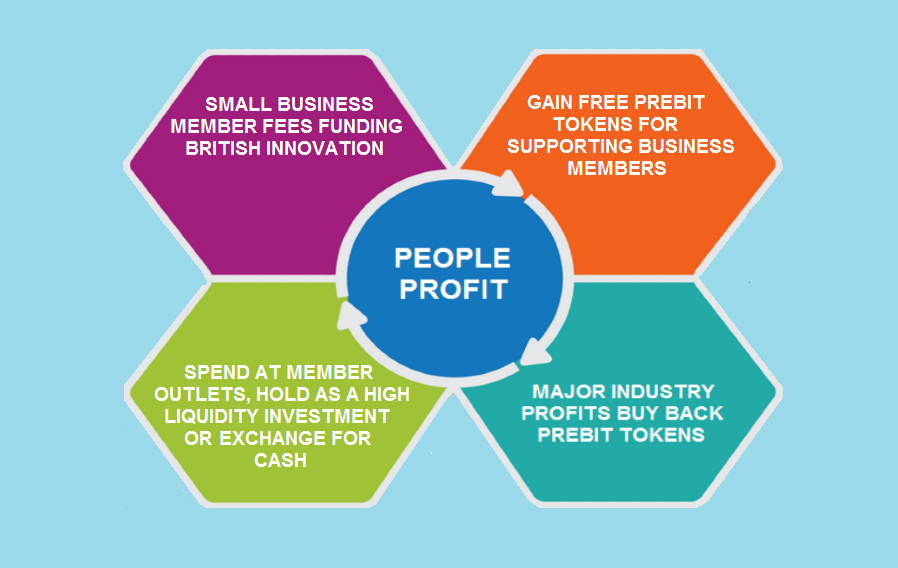 SMALL BUSINESS
MEMBER FEES FUNDING
BRITISH INNOVATION
GAIN FREE PREBIT
TOKENS FOR
SUPPORTING BUSINESS
MEMBERS
PEOPLE
PROFIT
SPEND AT MEMBER
OUTLETS, HOLD AS A HIGH
LIQUIDITY INVESTMENT
OR EXCHANGE FOR
CASH
MAJOR INDUSTRY
PROFITS BUY BACK
PREBIT TOKENS